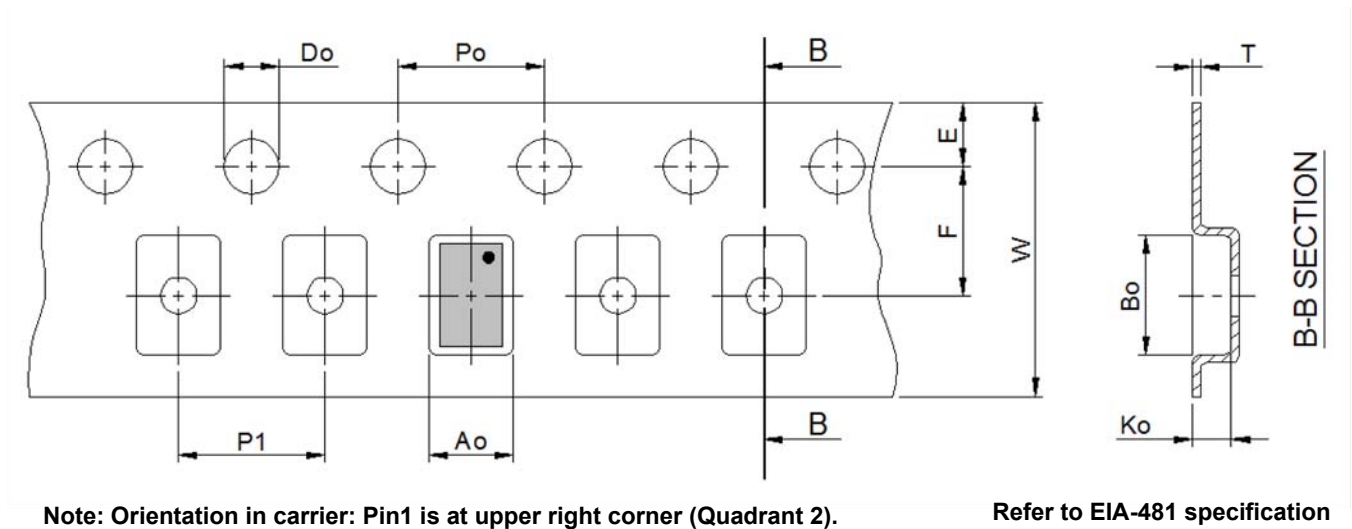 Do
Po
B
T
E
F
W
Bo
B-B SECTION
P1
Ao
B
Ko
Note: Orientation in carrier: Pin1 is at upper right corner (Quadrant 2).
Refer to EIA-481 specification